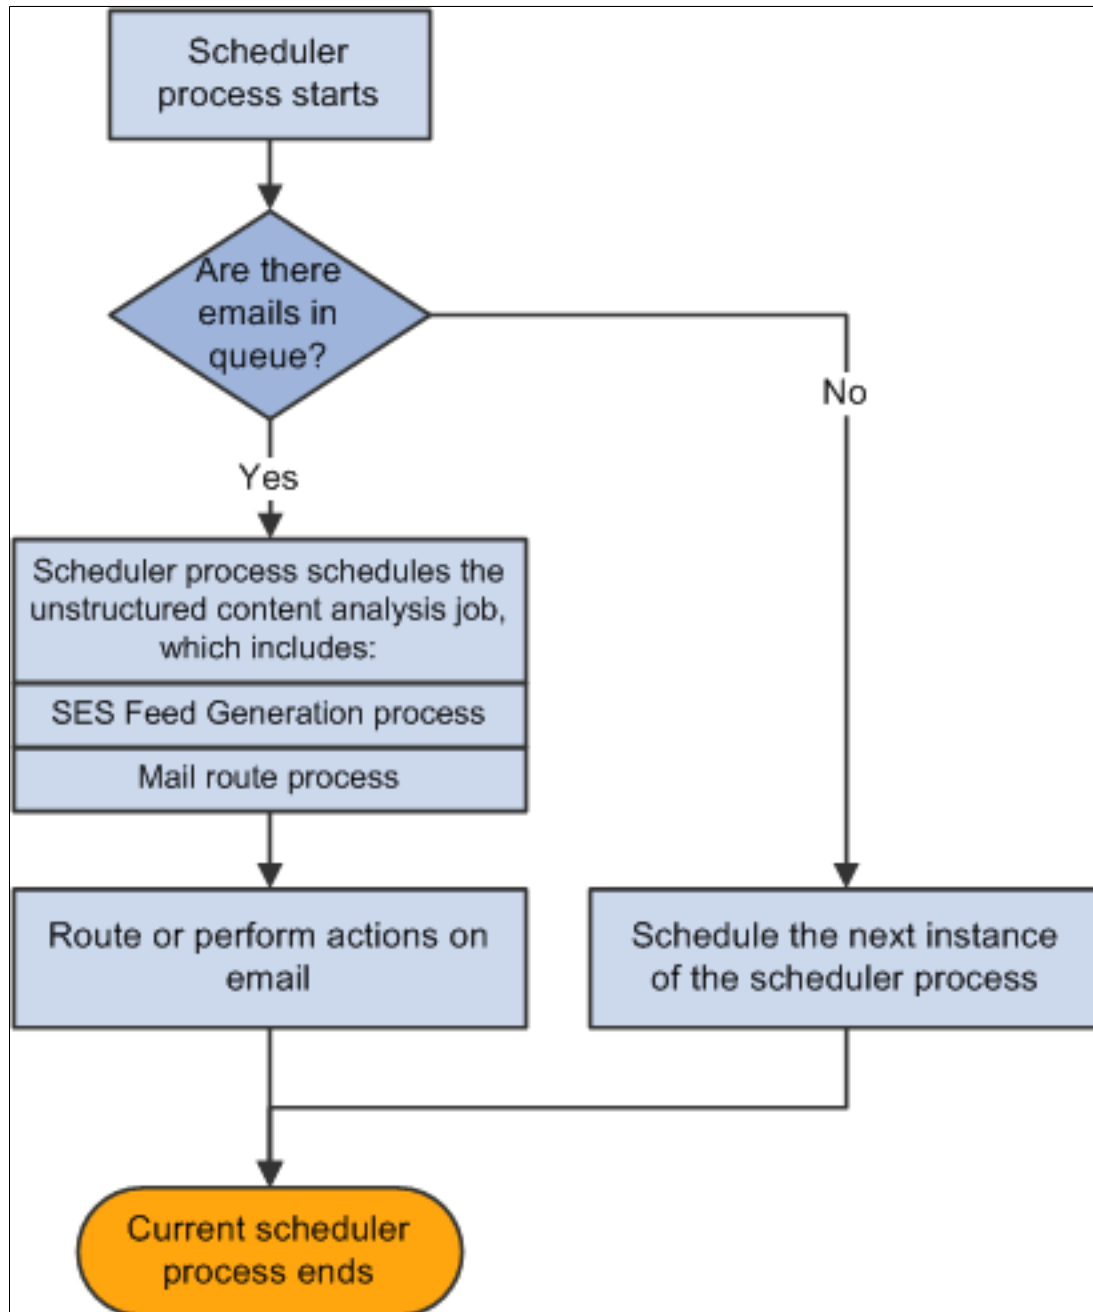 Scheduler
process starts
Are there
emails in
queue?
No
Yes
Scheduler process schedules the
unstructured content analysis job,
which includes:
SES Feed Generation process
Mail route process
Route or perform actions on
email
Schedule the next instance
of the scheduler process
Current scheduler
process ends